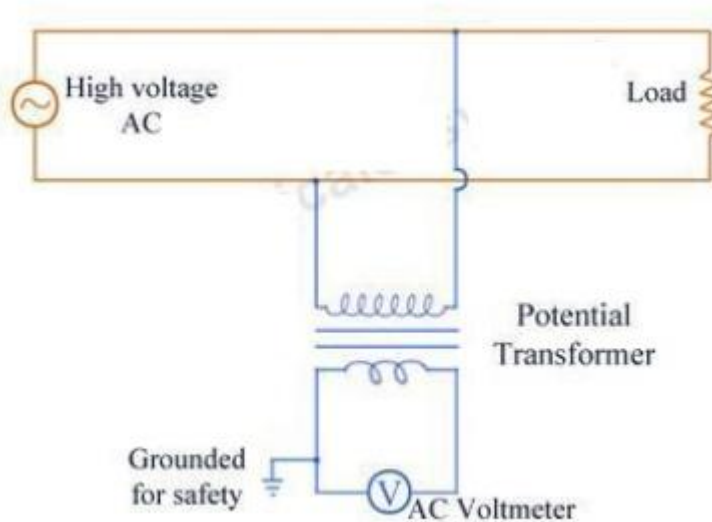 High voltage
AC
Load
Potential
Transformer
Grounded
for safety
V
AC Voltmeter